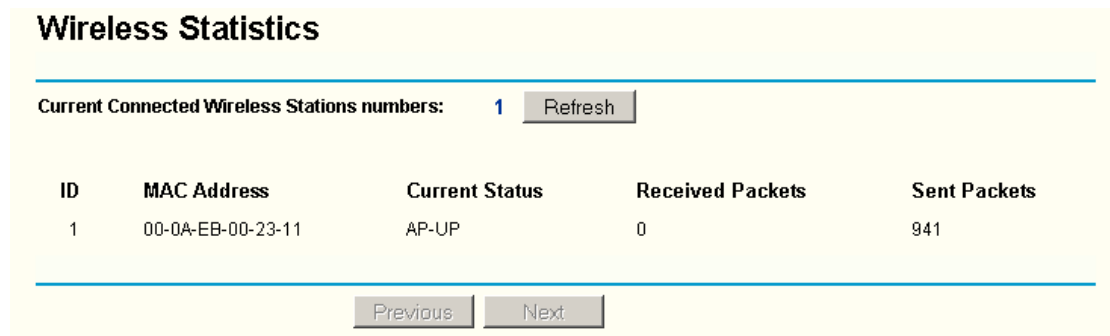 Wireless Statistics
Current Connected Wireless Stations numbers: 1 Refresh
ID MAC Address Current Status Received Packets Sent Packets
1 00-0A-EB-00-23-11 AP-UP 0 941
Previous Next